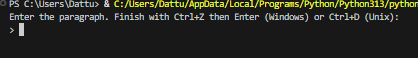 PS C:\Users\Dattu> & C:/Users/Dattu/AppData/Local/Programs/Python/Python313/python
Enter the paragraph. Finish with Ctrl+Z then Enter (Windows) or Ctrl+D (Unix):
>